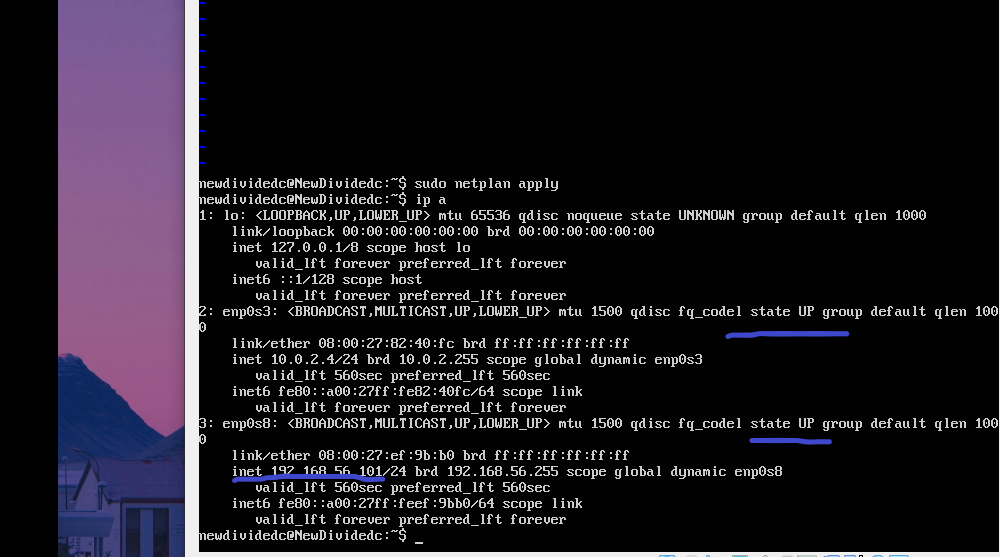 newdividedc@NewDividedc:~$ sudo netplan apply
newdividedc@NewDividedc:~$ ip a
1: lo: <LOOPBACK,UP,LOWER_UP> mtu 65536 qdisc noqueue state UNKNOWN group default qlen 1000
link/loopback 00:00:00:00:00:00 brd 00:00:00:00:00:00
inet 127.0.0.1/8 scope host lo
valid_lft forever preferred_lft forever
inet6 ::1/128 scope host
valid_lft forever preferred_lft forever
2: enp0s3: <BROADCAST,MULTICAST,UP,LOWER_UP> mtu 1500 qdisc fq_codel state UP group default qlen 100
0
link/ether 08:00:27:82:40:fc brd ff:ff:ff:ff:ff:ff
inet 10.0.2.4/24 brd 10.0.2.255 scope global dynamic enp0s3
valid_lft 560sec preferred_lft 560sec
inet6 fe80::a00:27ff:fe82:40fc/64 scope link
valid_lft forever preferred_lft forever
3: enp0s8: <BROADCAST,MULTICAST,UP,LOWER_UP> mtu 1500 qdisc fq_codel state UP group default qlen 100
0
link/ether 08:00:27:ef:9b:b0 brd ff:ff:ff:ff:ff:ff
inet 192.168.56.101/24 brd 192.168.56.255 scope global dynamic enp0s8
valid_lft 560sec preferred_lft 560sec
inet6 fe80::a00:27ff:feef:9bb0/64 scope link
valid_lft forever preferred_lft forever
newdividedc@NewDividedc:~$ _